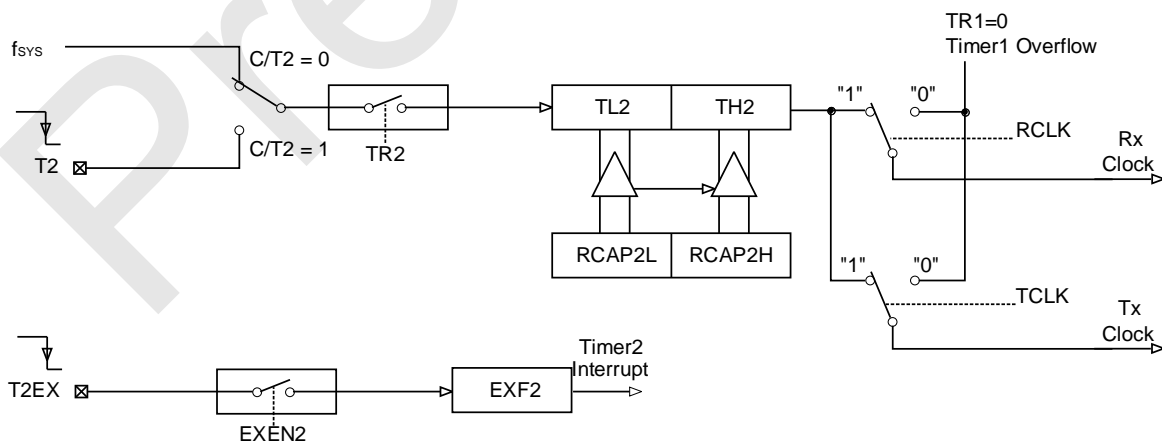 TR1=0
Timer1 Overflow
fSYS
C/T2 = 0
"1"
"0"
TL2
TH2
RCLK
Rx
Clock
T2
C/T2 = 1
TR2
RCAP2L
RCAP2H
"1"
"0"
TCLK
Tx
Clock
Timer2
Interrupt
T2EX
EXF2
EXEN2